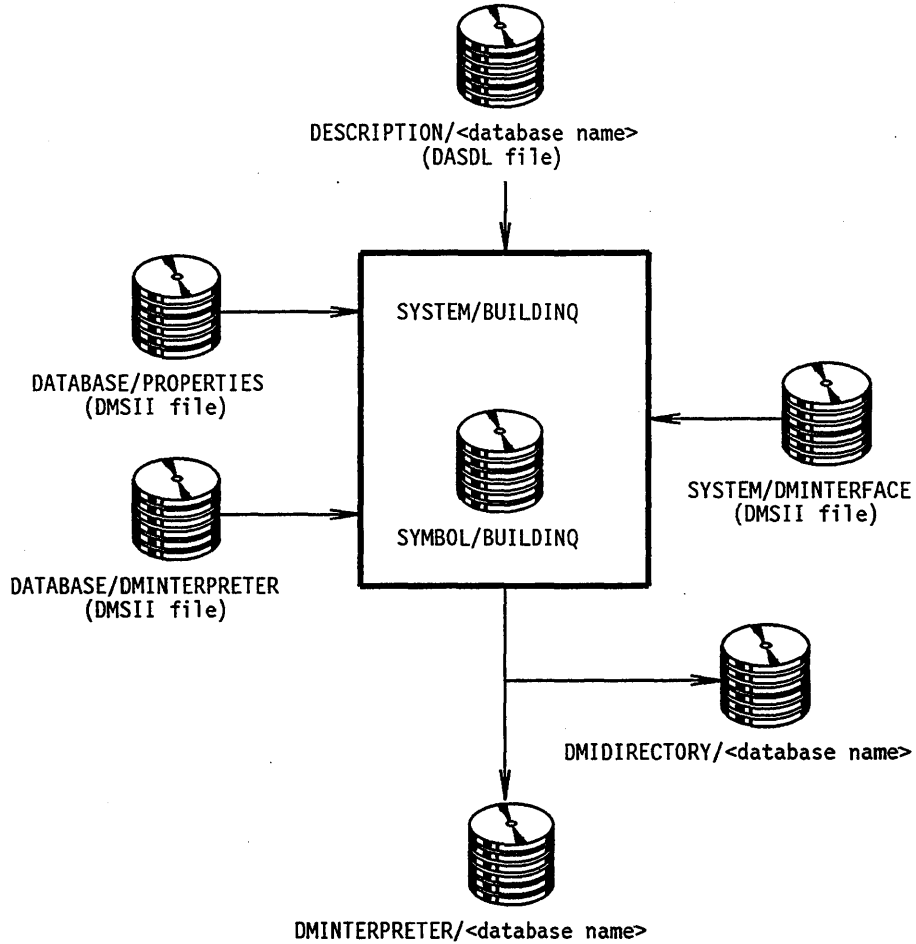 DESCRIPTION/<database name>
(DASDL file)
SYSTEM/BUILDINQ
DATABASE/PROPERTIES
(DMSII file)
SYSTEM/DMINTERFACE
(DMSII file)
SYMBOL/BUILDINQ
DATABASE/DMINTERPRETER
(DMSII file)
DMIDIRECTORY/<database name>
DMINTERPRETER/<database name>